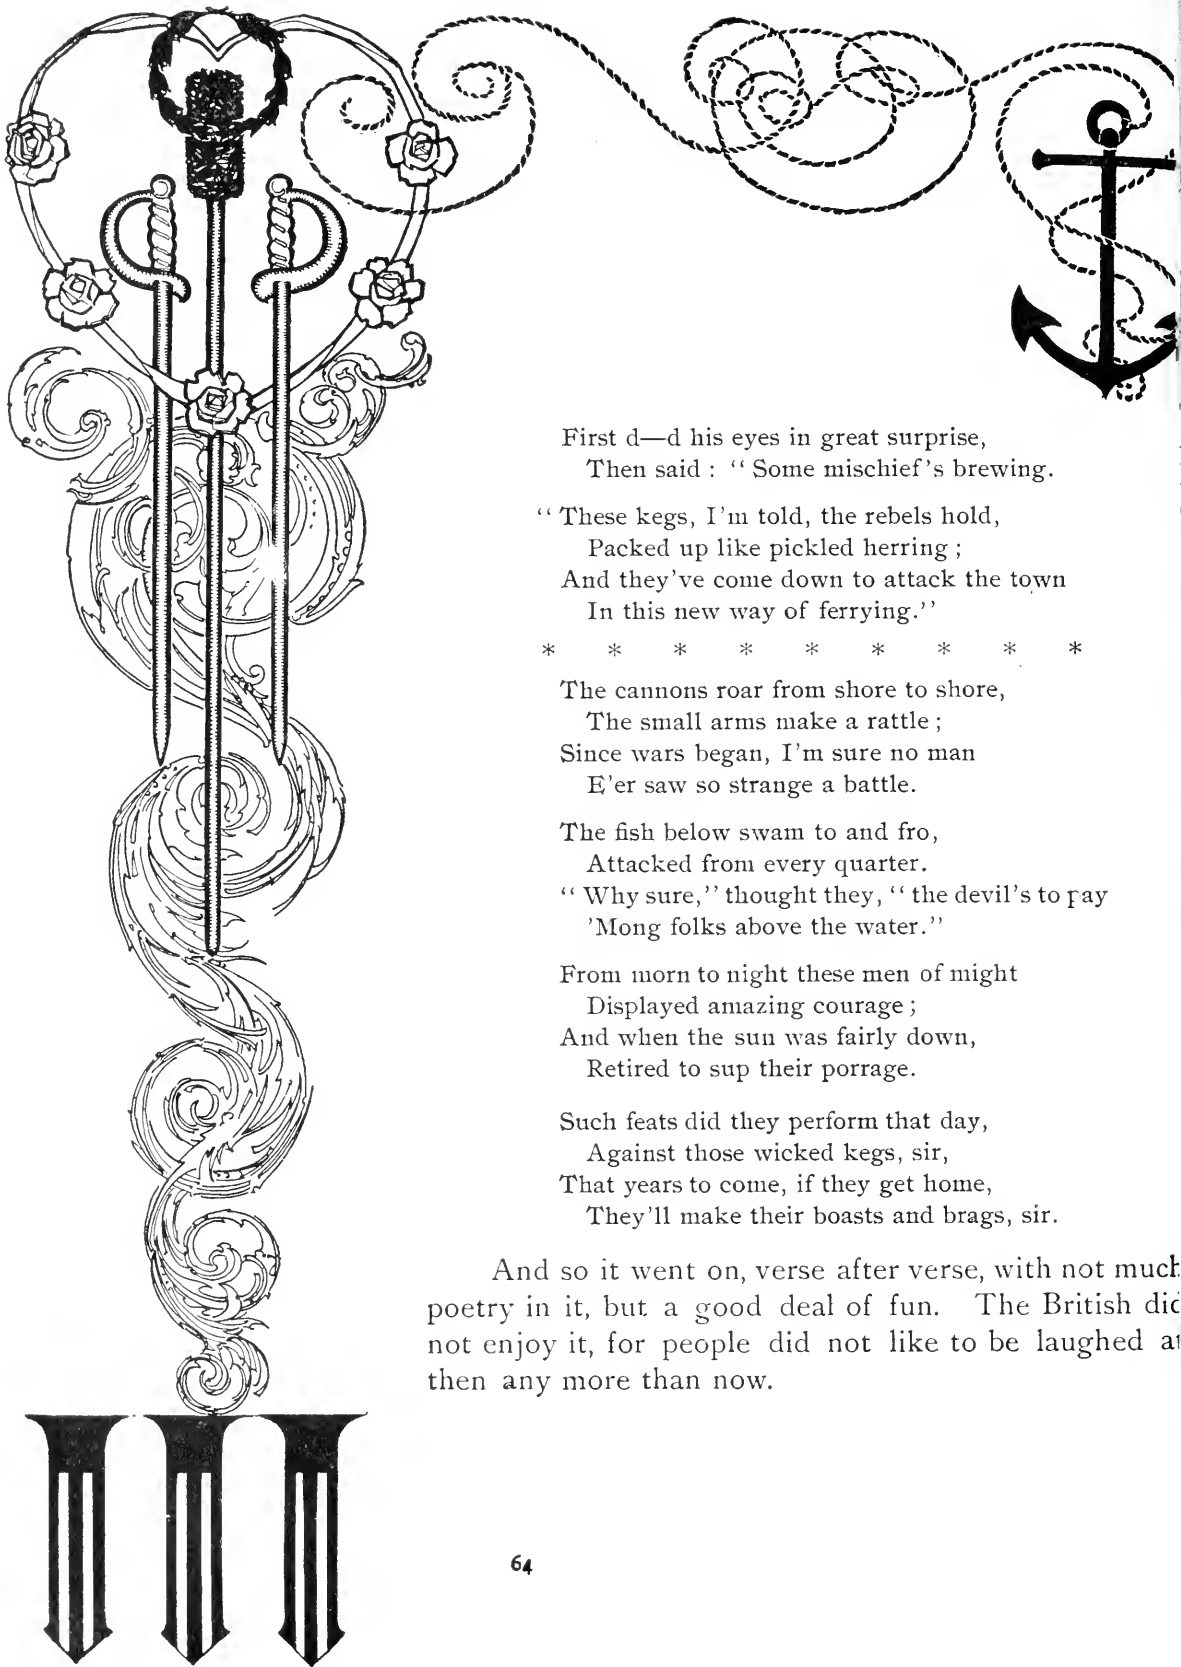 First d—d his eyes in great surprise,
Then said : “ Some mischief’s brewing.
“ These kegs, I’m told, the rebels hold,
Packed up like pickled herring ;
And they’ve come down to attack the town
In this new way of ferrying.’’
* * * * * * * * *
The cannons roar from shore to shore,
The small arms make a rattle ;
Since wars began, I’m sure no man
E’er saw so strange a battle.
The fish below swam to and fro,
Attacked from every quarter.
“ Why sure,” thought they, “ the devil’s to pay
’Mong folks above the water.”
From morn to night these men of might
Displayed amazing courage ;
And when the sun was fairly down,
Retired to sup their porrage.
Such feats did they perform that day,
Against those wicked kegs, sir,
That years to come, if they get home,
They’ll make their boasts and brags, sir.
And so it went on, verse after verse, with not much
poetry in it, but a good deal of fun. The British did
not enjoy it, for people did not like to be laughed at
then any more than now.
64